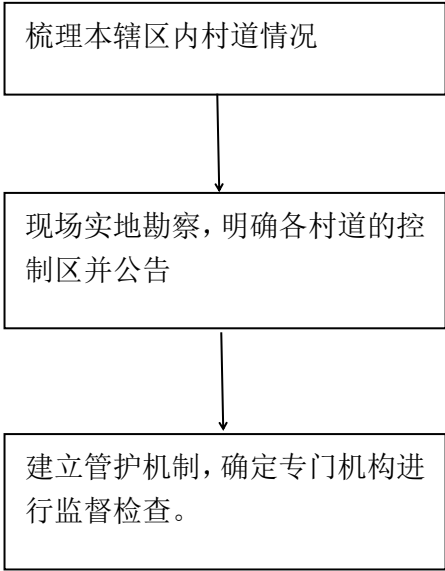 梳理本辖区内村道情况
现场实地勘察，明确各村道的控
制区并公告
建立管护机制，确定专门机构进
行监督检查。